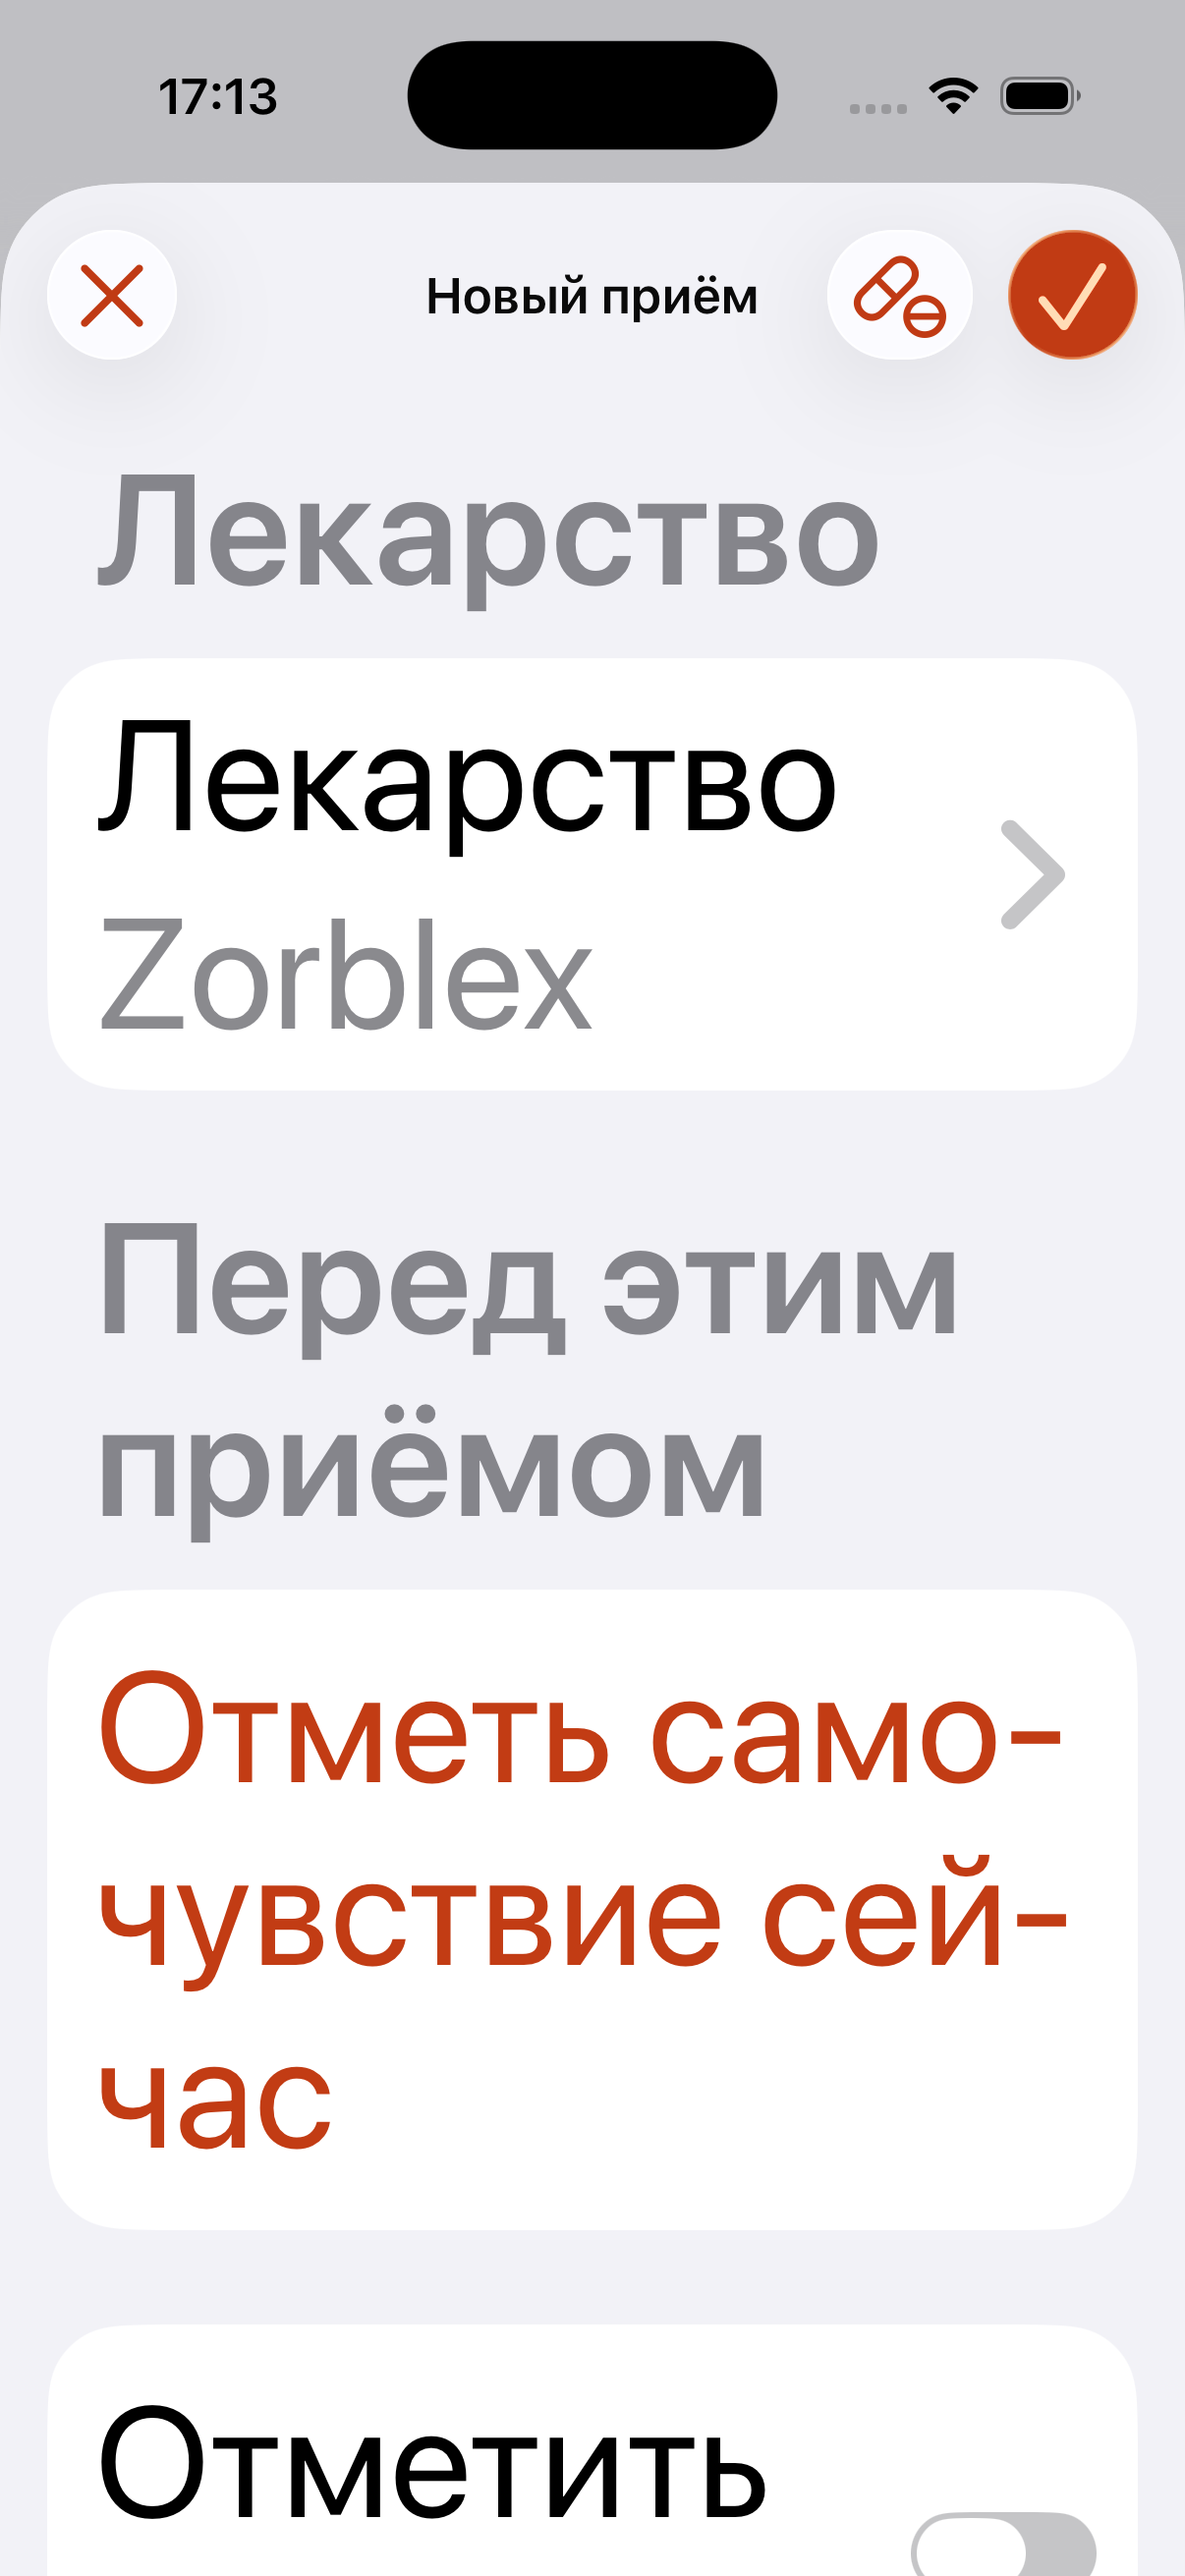 17:13
Новый приём
Лекарство
Лекарство
Zorblex
Перед этим
приёмом
Отметь само-
чувствие сей-
час
Отметить